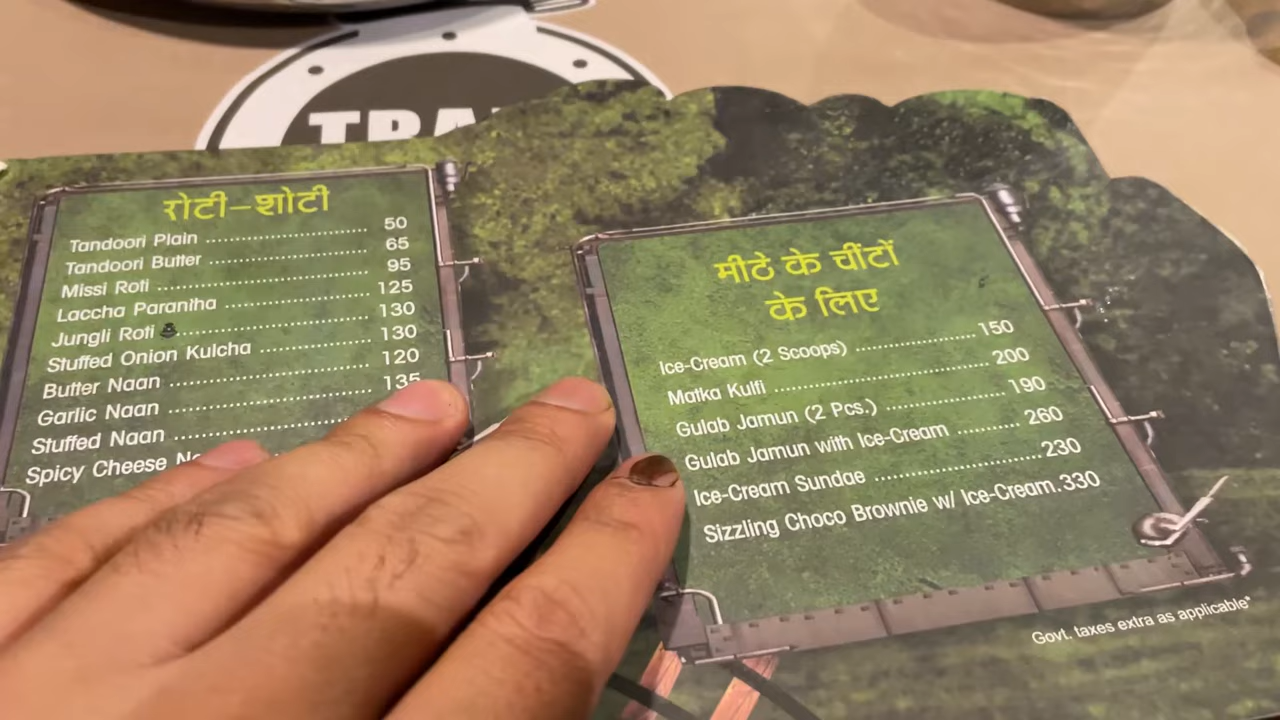 रोटी-शोटी
Tandoori Plain ........ 50
Tandoori Butter ........ 65
Missi Roti ........ 95
Laccha Parantha ........ 125
Jungli Roti ........ 130
Stuffed Onion Kulcha ........ 130
Butter Naan ........ 120
Garlic Naan ........ 135
Stuffed Naan ........
Spicy Cheese
मीठे के चींटों
के लिए
Ice-Cream (2 Scoops) ........ 150
Matka Kulfi ........ 200
Gulab Jamun (2 Pcs.) ........ 190
Gulab Jamun with Ice-Cream ........ 260
Ice-Cream Sundae ........ 230
Sizzling Choco Brownie w/ Ice-Cream.330
Govt. taxes extra as applicable*